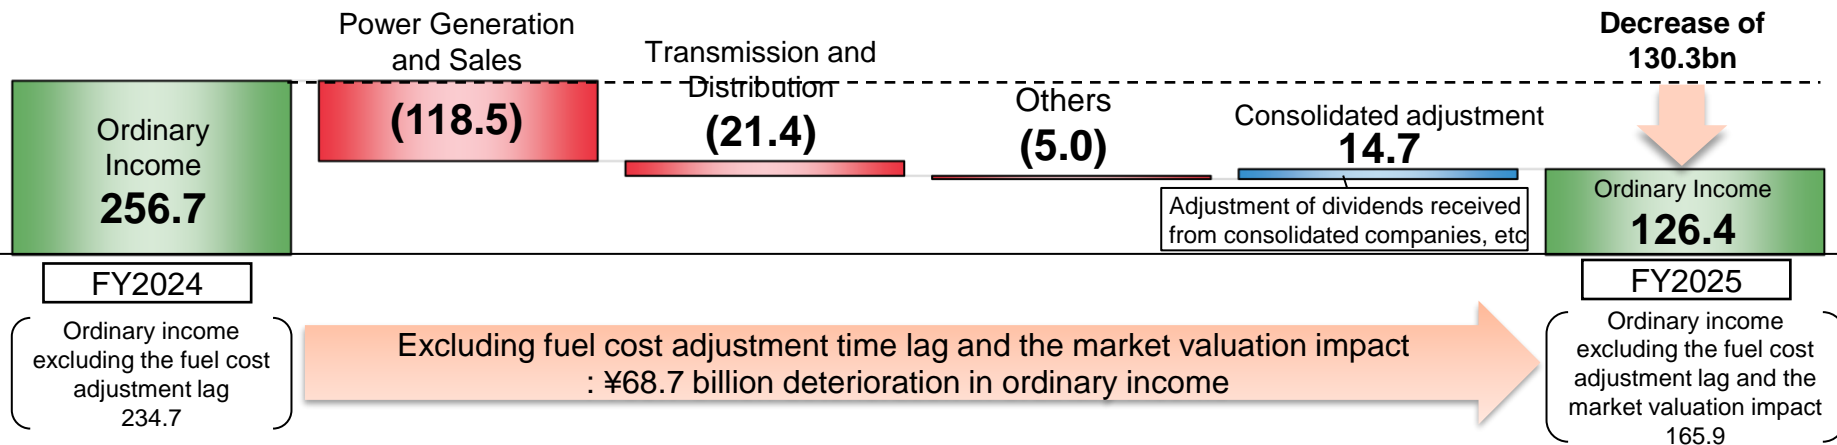 Power Generation
and Sales
Transmission and
Distribution
Decrease of
130.3bn
Ordinary
Income
256.7
(118.5)
(21.4)
Others
(5.0)
Consolidated adjustment
14.7
Adjustment of dividends received
from consolidated companies, etc
Ordinary Income
126.4
FY2024
FY2025
Ordinary income
excluding the fuel cost
adjustment lag
234.7
Excluding fuel cost adjustment time lag and the market valuation impact
: ¥68.7 billion deterioration in ordinary income
Ordinary income
excluding the fuel cost
adjustment lag and the
market valuation impact
165.9